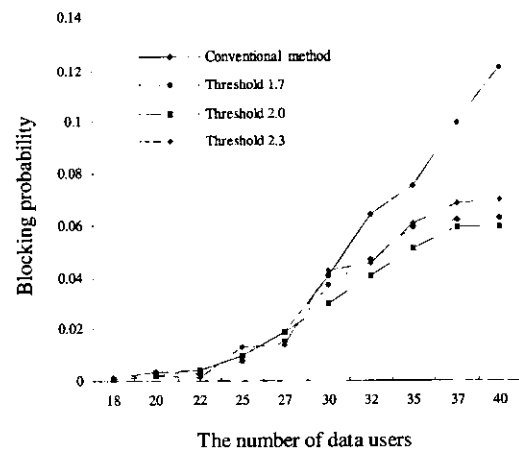 0.14
0.12
0.1
0.08
0.06
0.04
0.02
0
Blocking probability
Conventional method
Threshold 1.7
Threshold 2.0
Threshold 2.3
18 20 22 25 27 30 32 35 37 40
The number of data users